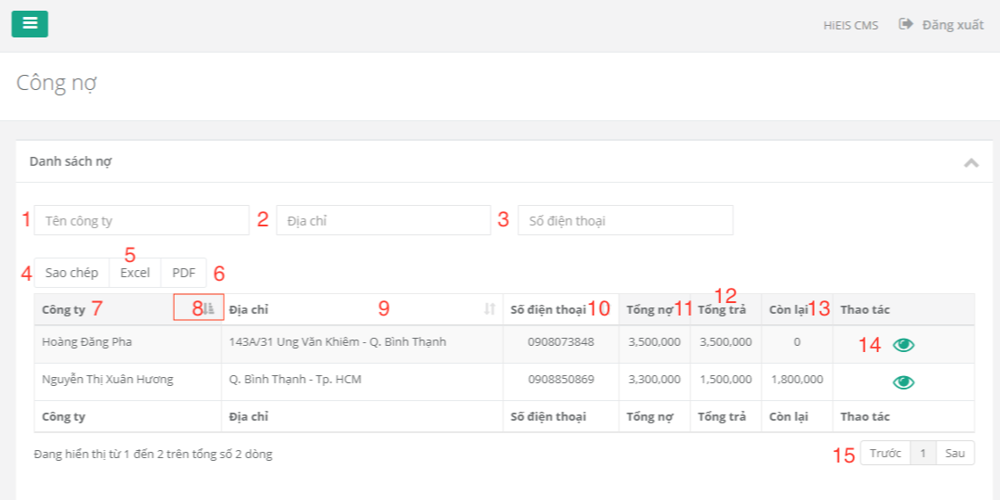 HiEIS CMS Đăng xuất
Công nợ
Danh sách nợ
1 Tên công ty 2 Địa chỉ 3 Số điện thoại
5
4 Sao chép Excel PDF 6
12
Công ty 7 8 Địa chỉ 9 Số điện thoại 10 Tổng nợ 11 Tổng trả Còn lại 13 Thao tác
Hoàng Đăng Pha 143A/31 Ung Văn Khiêm - Q. Bình Thạnh 0908073848 3,500,000 3,500,000 0 14
Nguyễn Thị Xuân Hương Q. Bình Thạnh - Tp. HCM 0908850869 3,300,000 1,500,000 1,800,000
Công ty Địa chỉ Số điện thoại Tổng nợ Tổng trả Còn lại Thao tác
Đang hiển thị từ 1 đến 2 trên tổng số 2 dòng 15 Trước 1 Sau